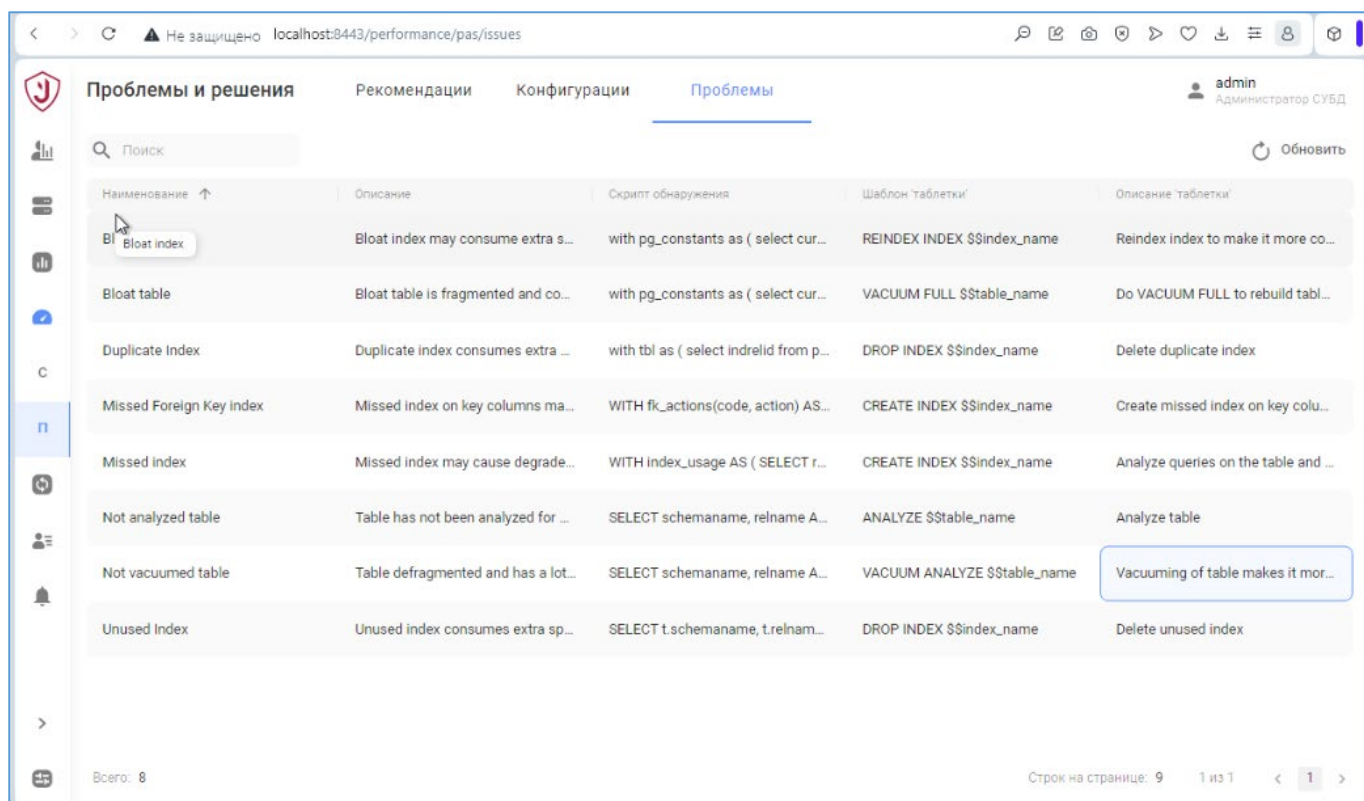 Не защищено localhost:8443/performance/pas/issues
Проблемы и решения Рекомендации Конфигурации Проблемы admin
Администратор СУБД
Поиск Обновить
Наименование Описание Скрипт обнаружения Шаблон 'таблетки' Описание 'таблетки'
Bl Bloat index may consume extra s... with pg_constants as ( select cur... REINDEX INDEX $$index_name Reindex index to make it more co...
Bloat index
Bloat table Bloat table is fragmented and co... with pg_constants as ( select cur... VACUUM FULL $$table_name Do VACUUM FULL to rebuild tabl...
Duplicate Index Duplicate index consumes extra ... with tbl as ( select indrelid from p... DROP INDEX $$index_name Delete duplicate index
С
Missed Foreign Key index Missed index on key columns ma... WITH fk_actions(code, action) AS... CREATE INDEX $$index_name Create missed index on key colu...
П
Missed index Missed index may cause degrade... WITH index_usage AS ( SELECT r... CREATE INDEX $$index_name Analyze queries on the table and ...
Not analyzed table Table has not been analyzed for ... SELECT schemaname, relname A... ANALYZE $$table_name Analyze table
Not vacuumed table Table defragmented and has a lot... SELECT schemaname, relname A... VACUUM ANALYZE $$table_name Vacuuming of table makes it mor...
Unused Index Unused index consumes extra sp... SELECT t.schemaname, t.relnam... DROP INDEX $$index_name Delete unused index
Всего: 8 Строк на странице: 9 1 из 1 1